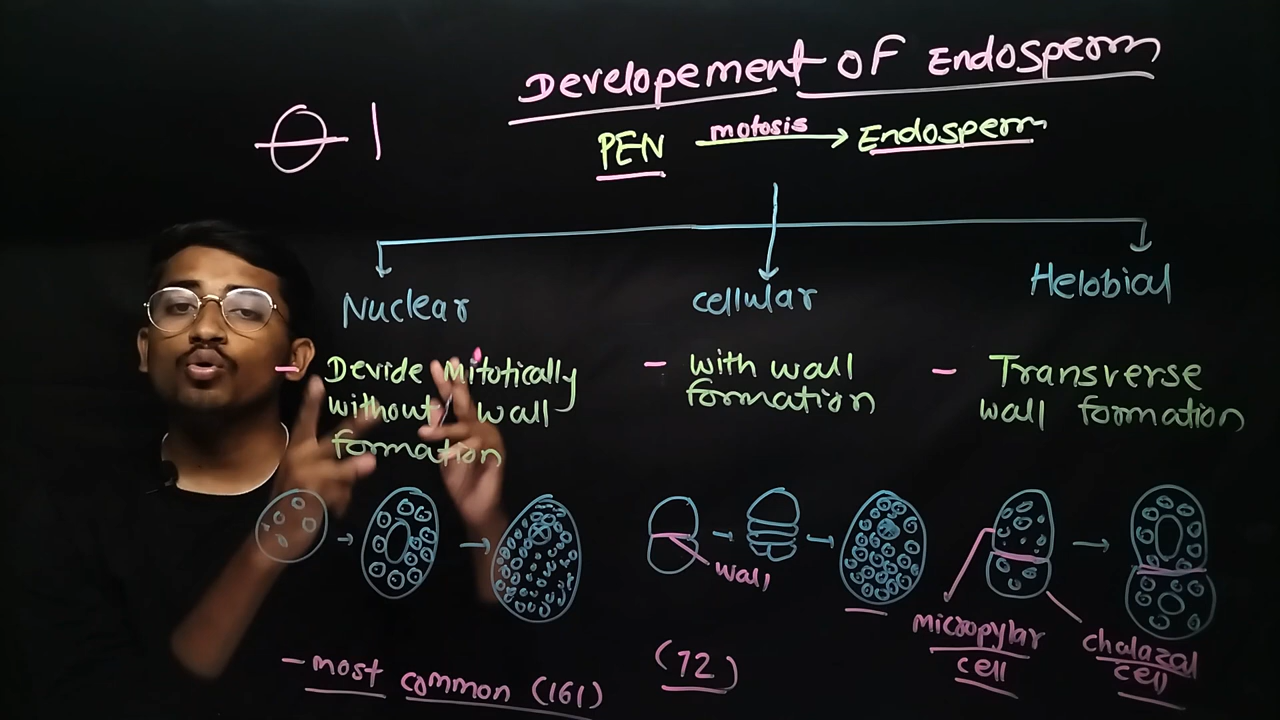 Developement of Endosperm
PEN motosis Endosperm
Nuclear
Devide Mitotically
without wall
formation
most common (161)
cellular
with wall
formation
wall
(72)
Helobial
Transverse
wall formation
micropylar
cell
chalazal
cell